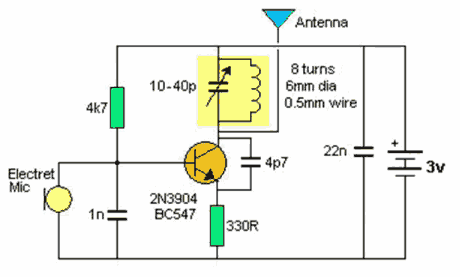 Antenna
10-40p
8 turns
6mm dia
0.5mm wire
4k7
22n
+
3v
Electret
Mic
4p7
1n
2N3904
BC547
330R